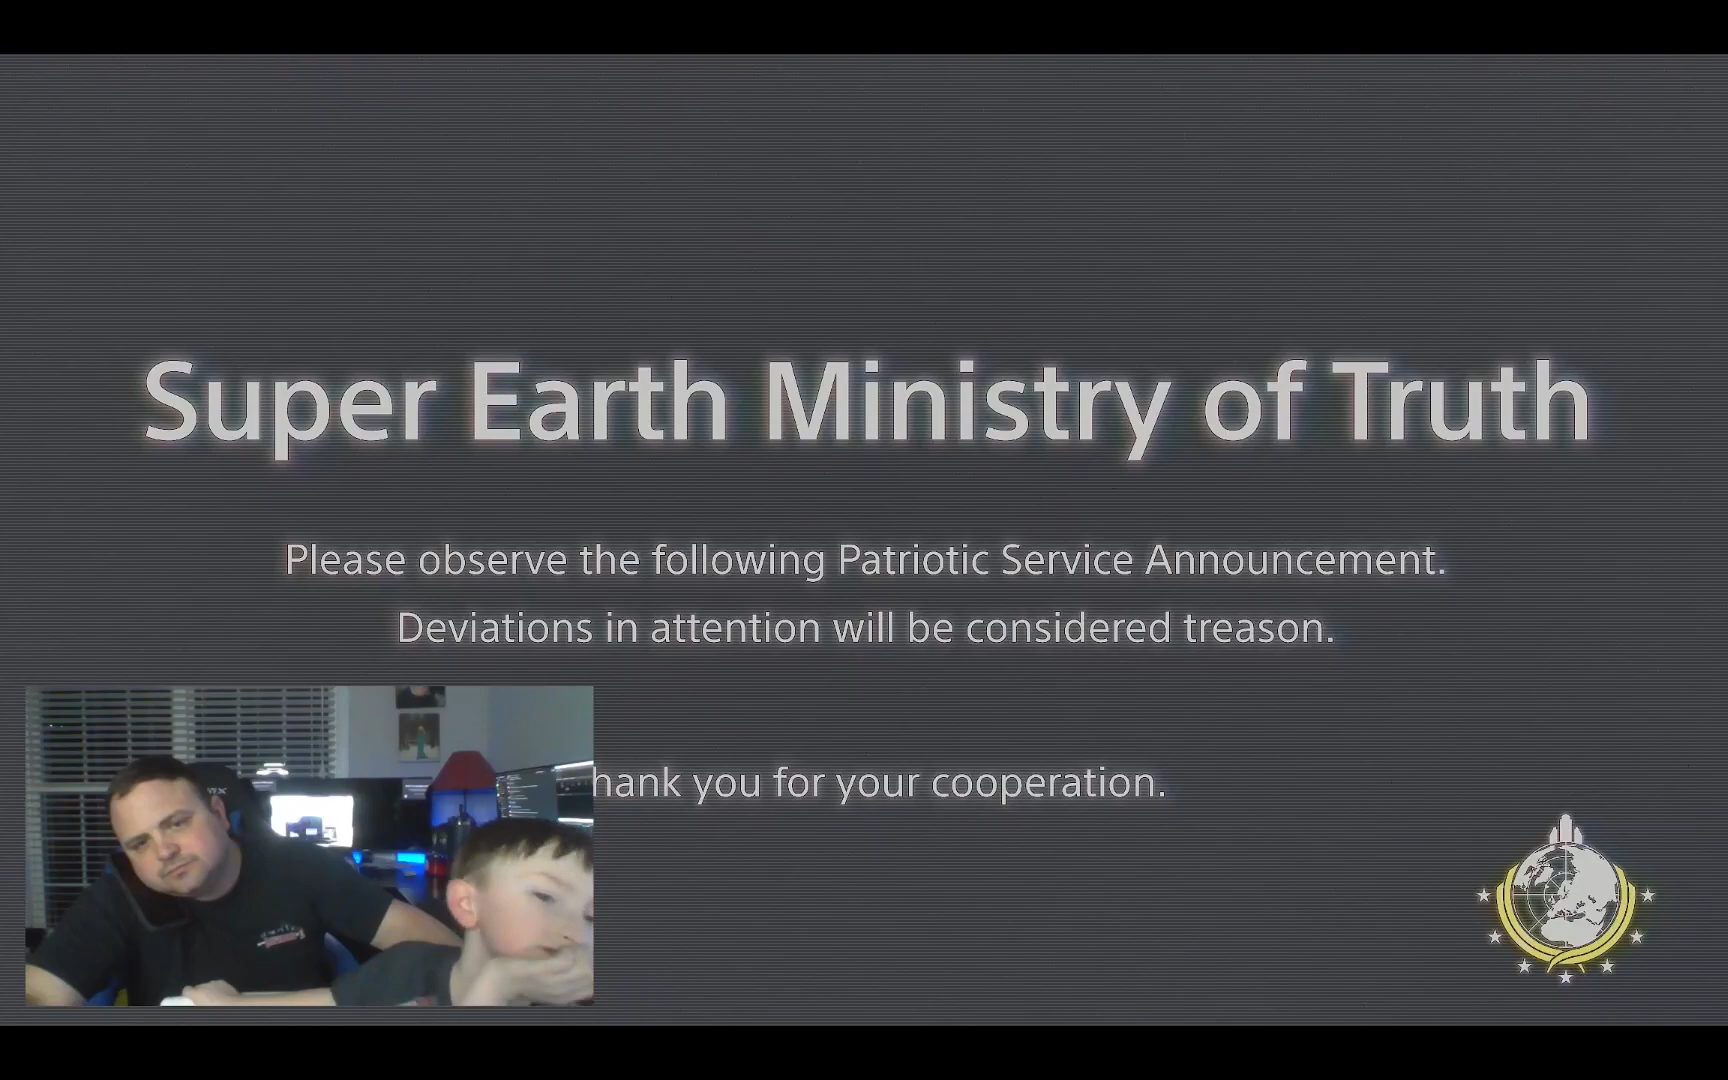 Super Earth Ministry of Truth
Please observe the following Patriotic Service Announcement.
Deviations in attention will be considered treason.
hank you for your cooperation.